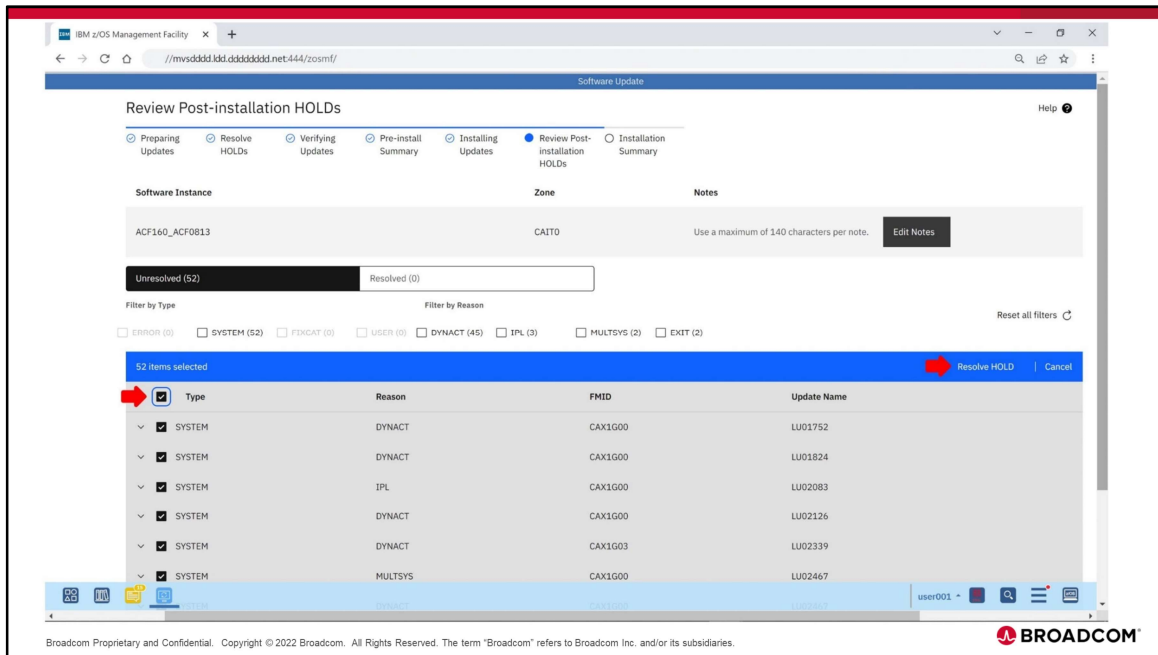 IBM z/OS Management Facility
//mvsdddd.ldd.dddddddd.net:444/zosmf/
Software Update
Review Post-installation HOLDs
Help
Preparing Updates
Resolve HOLDs
Verifying Updates
Pre-install Summary
Installing Updates
Review Post-installation HOLDs
Installation Summary
Software Instance Zone Notes
ACF160_ACF0813 CAIT0 Use a maximum of 140 characters per note. Edit Notes
Unresolved (52) Resolved (0)
Filter by Type Filter by Reason
Reset all filters
ERROR (0) SYSTEM (52) FIXCAT (0) USER (0) DYNACT (45) IPL (3) MULTSYS (2) EXIT (2)
52 items selected Resolve HOLD | Cancel
Type Reason FMID Update Name
SYSTEM DYNACT CAX1G00 LU01752
SYSTEM DYNACT CAX1G00 LU01824
SYSTEM IPL CAX1G00 LU02083
SYSTEM DYNACT CAX1G00 LU02126
SYSTEM DYNACT CAX1G03 LU02339
SYSTEM MULTSYS CAX1G00 LU02467
user001
SYSTEM DYNACT CAX1G00 LU02467
Broadcom Proprietary and Confidential. Copyright © 2022 Broadcom. All Rights Reserved. The term “Broadcom” refers to Broadcom Inc. and/or its subsidiaries.
BROADCOM